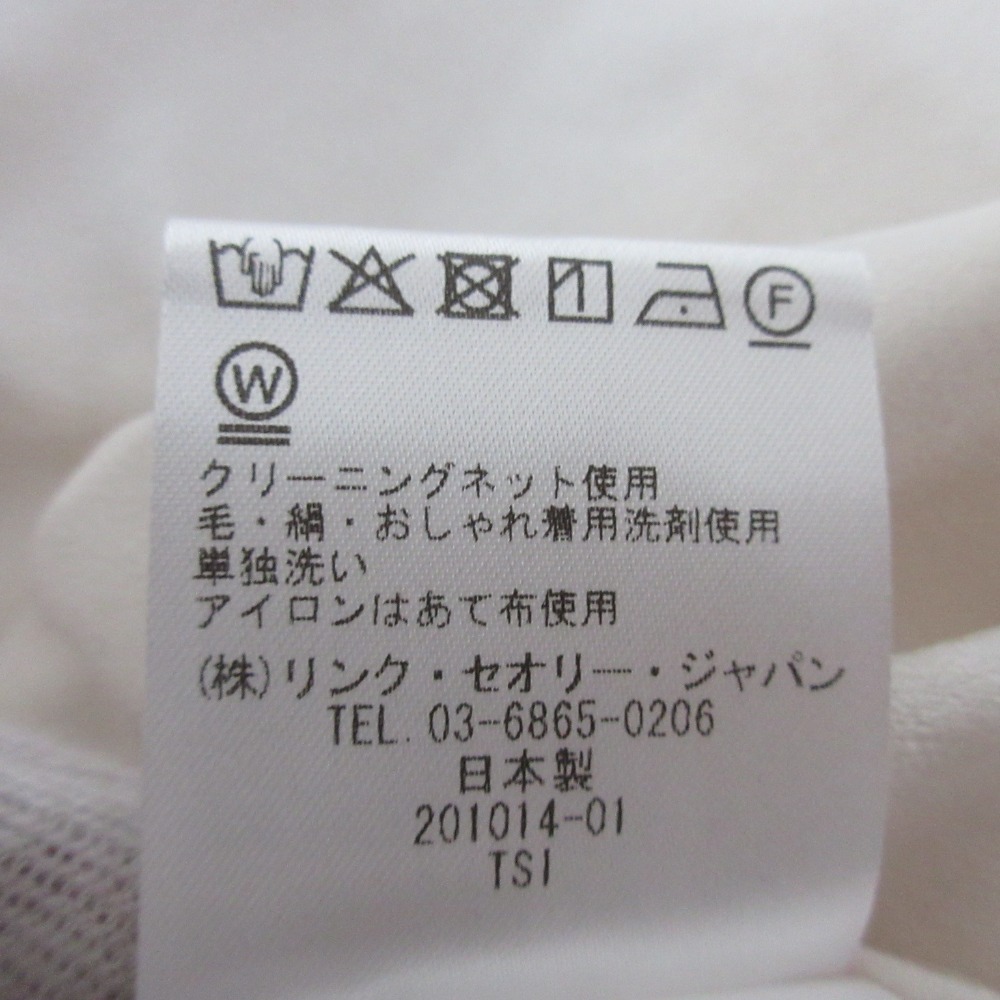 F
W
クリーニングネット使用
毛・絹・おしゃれ着用洗剤使用
単独洗い
アイロンはあて布使用
(株)リンク・セオリー・ジャパン
TEL. 03-6865-0206
日本製
201014-01
TSI